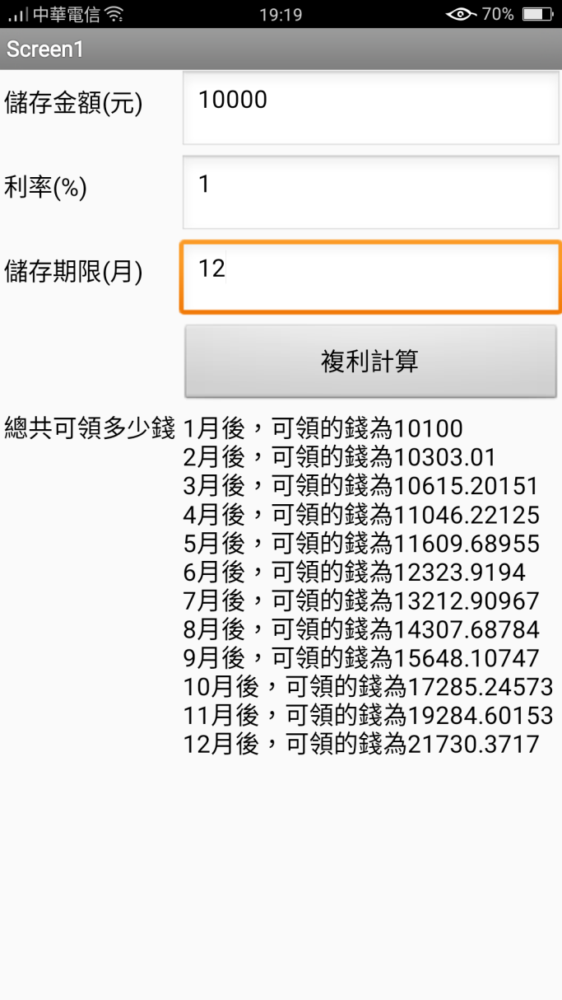 中華電信 19:19 70%
Screen1
儲存金額(元) 10000
利率(%) 1
儲存期限(月) 12
複利計算
總共可領多少錢 1月後，可領的錢為10100
2月後，可領的錢為10303.01
3月後，可領的錢為10615.20151
4月後，可領的錢為11046.22125
5月後，可領的錢為11609.68955
6月後，可領的錢為12323.9194
7月後，可領的錢為13212.90967
8月後，可領的錢為14307.68784
9月後，可領的錢為15648.10747
10月後，可領的錢為17285.24573
11月後，可領的錢為19284.60153
12月後，可領的錢為21730.3717